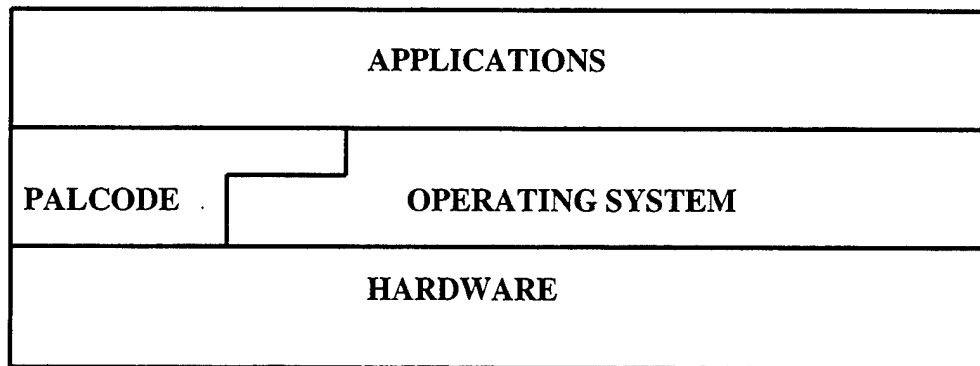 APPLICATIONS
PALCODE
OPERATING SYSTEM
HARDWARE